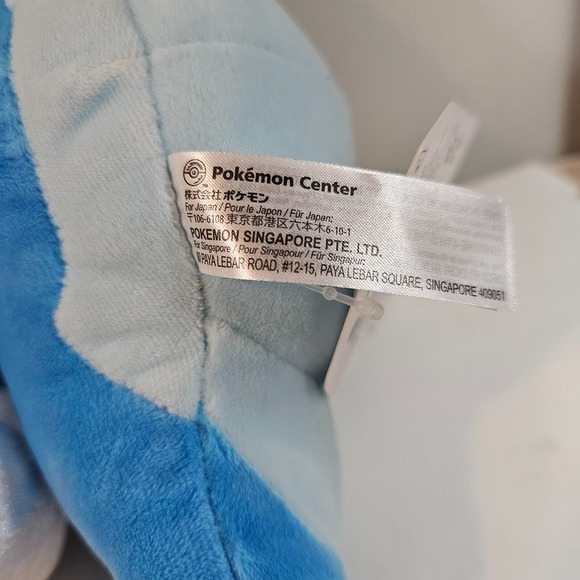 Pokémon Center
株式会社ポケモン
For Japan / Pour le Japon / Für Japan:
〒106-6108 東京都港区六本木6-10-1
POKEMON SINGAPORE PTE. LTD.
For Singapore / Pour Singapour / Für Singapur:
PAYA LEBAR ROAD, #12-15, PAYA LEBAR SQUARE, SINGAPORE 409051